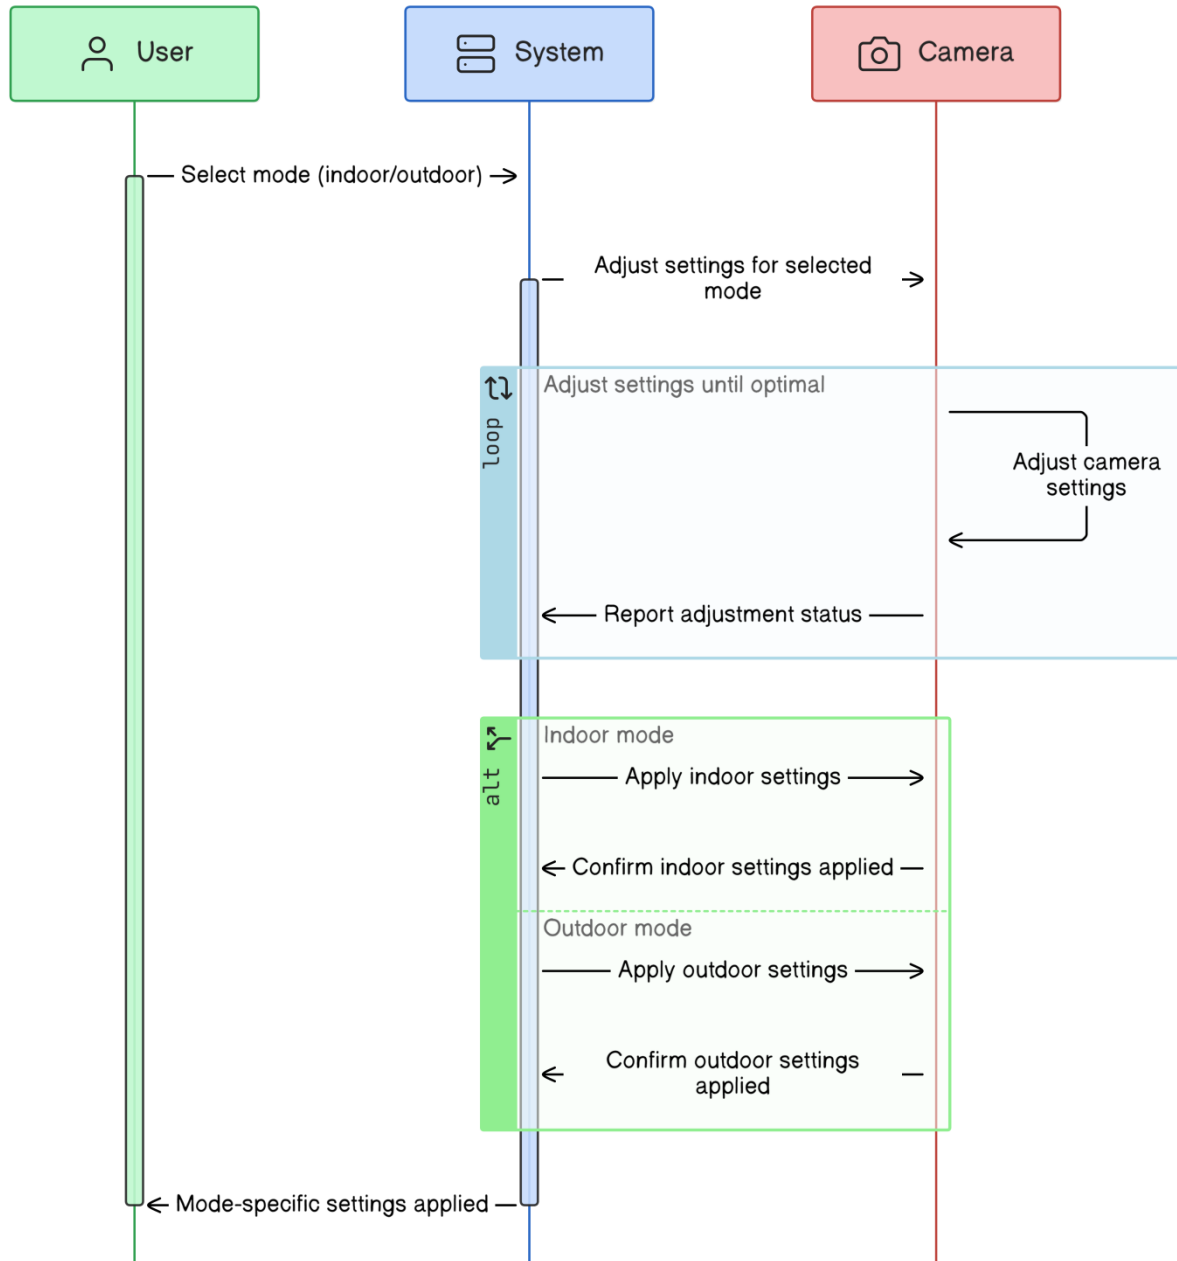 User
System
Camera
Select mode (indoor/outdoor)
Adjust settings for selected
mode
loop
Adjust settings until optimal
Adjust camera
settings
Report adjustment status
alt
Indoor mode
Apply indoor settings
Confirm indoor settings applied
Outdoor mode
Apply outdoor settings
Confirm outdoor settings
applied
Mode-specific settings applied